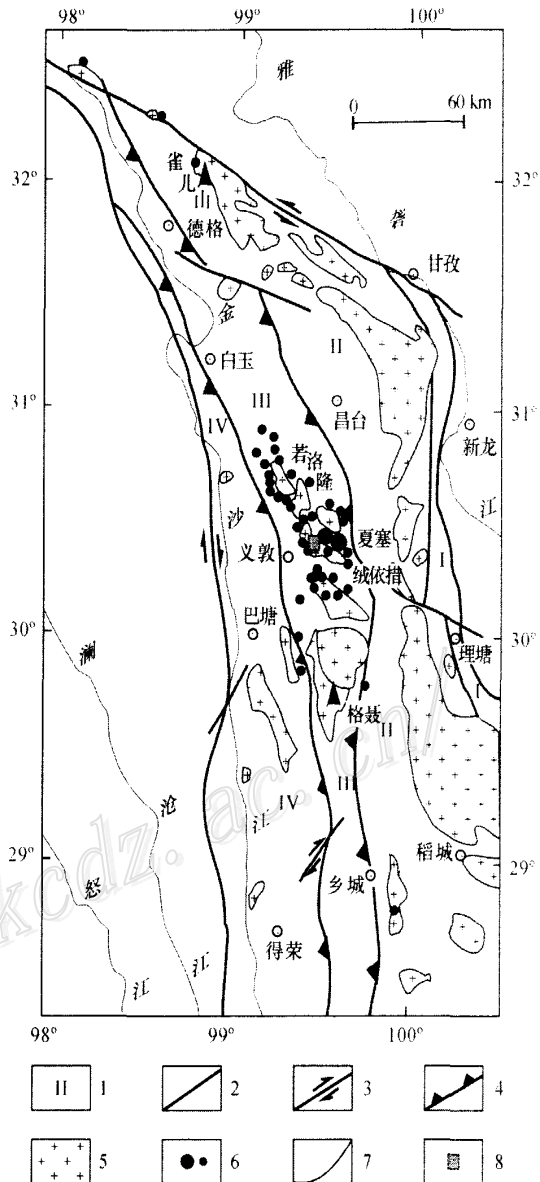 98° 99° 100°
雅
0 60 km
32° 32°
雀
儿
山
砻
德格
甘孜
金
II
白玉
III
31° 31°
昌台
IV
新龙
若洛
隆
江
沙
夏塞
义敦
I
绒依措
巴塘
30° 30°
理塘
I
格聂
II
澜
III
IV
沧
江
29° 29°
稻城
乡城
怒
得荣
江
江
98° 99° 100°
kcdz.ac.cn/
II 1 2 3 4
5 6 7 8